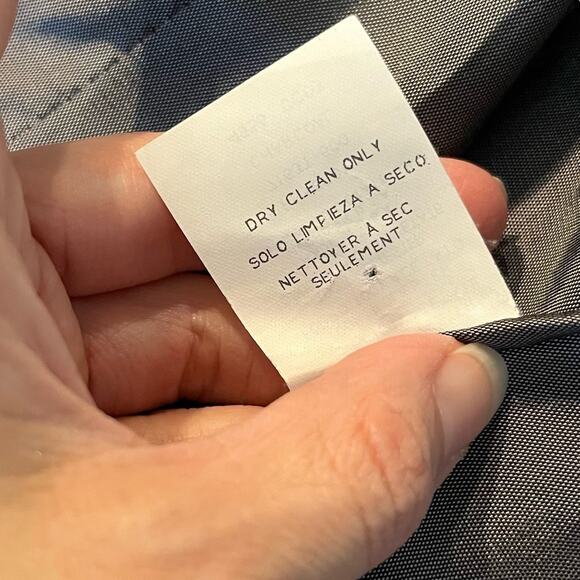 DRY CLEAN ONLY
SOLO LIMPIEZA A SECO
NETTOYER À SEC
SEULEMENT